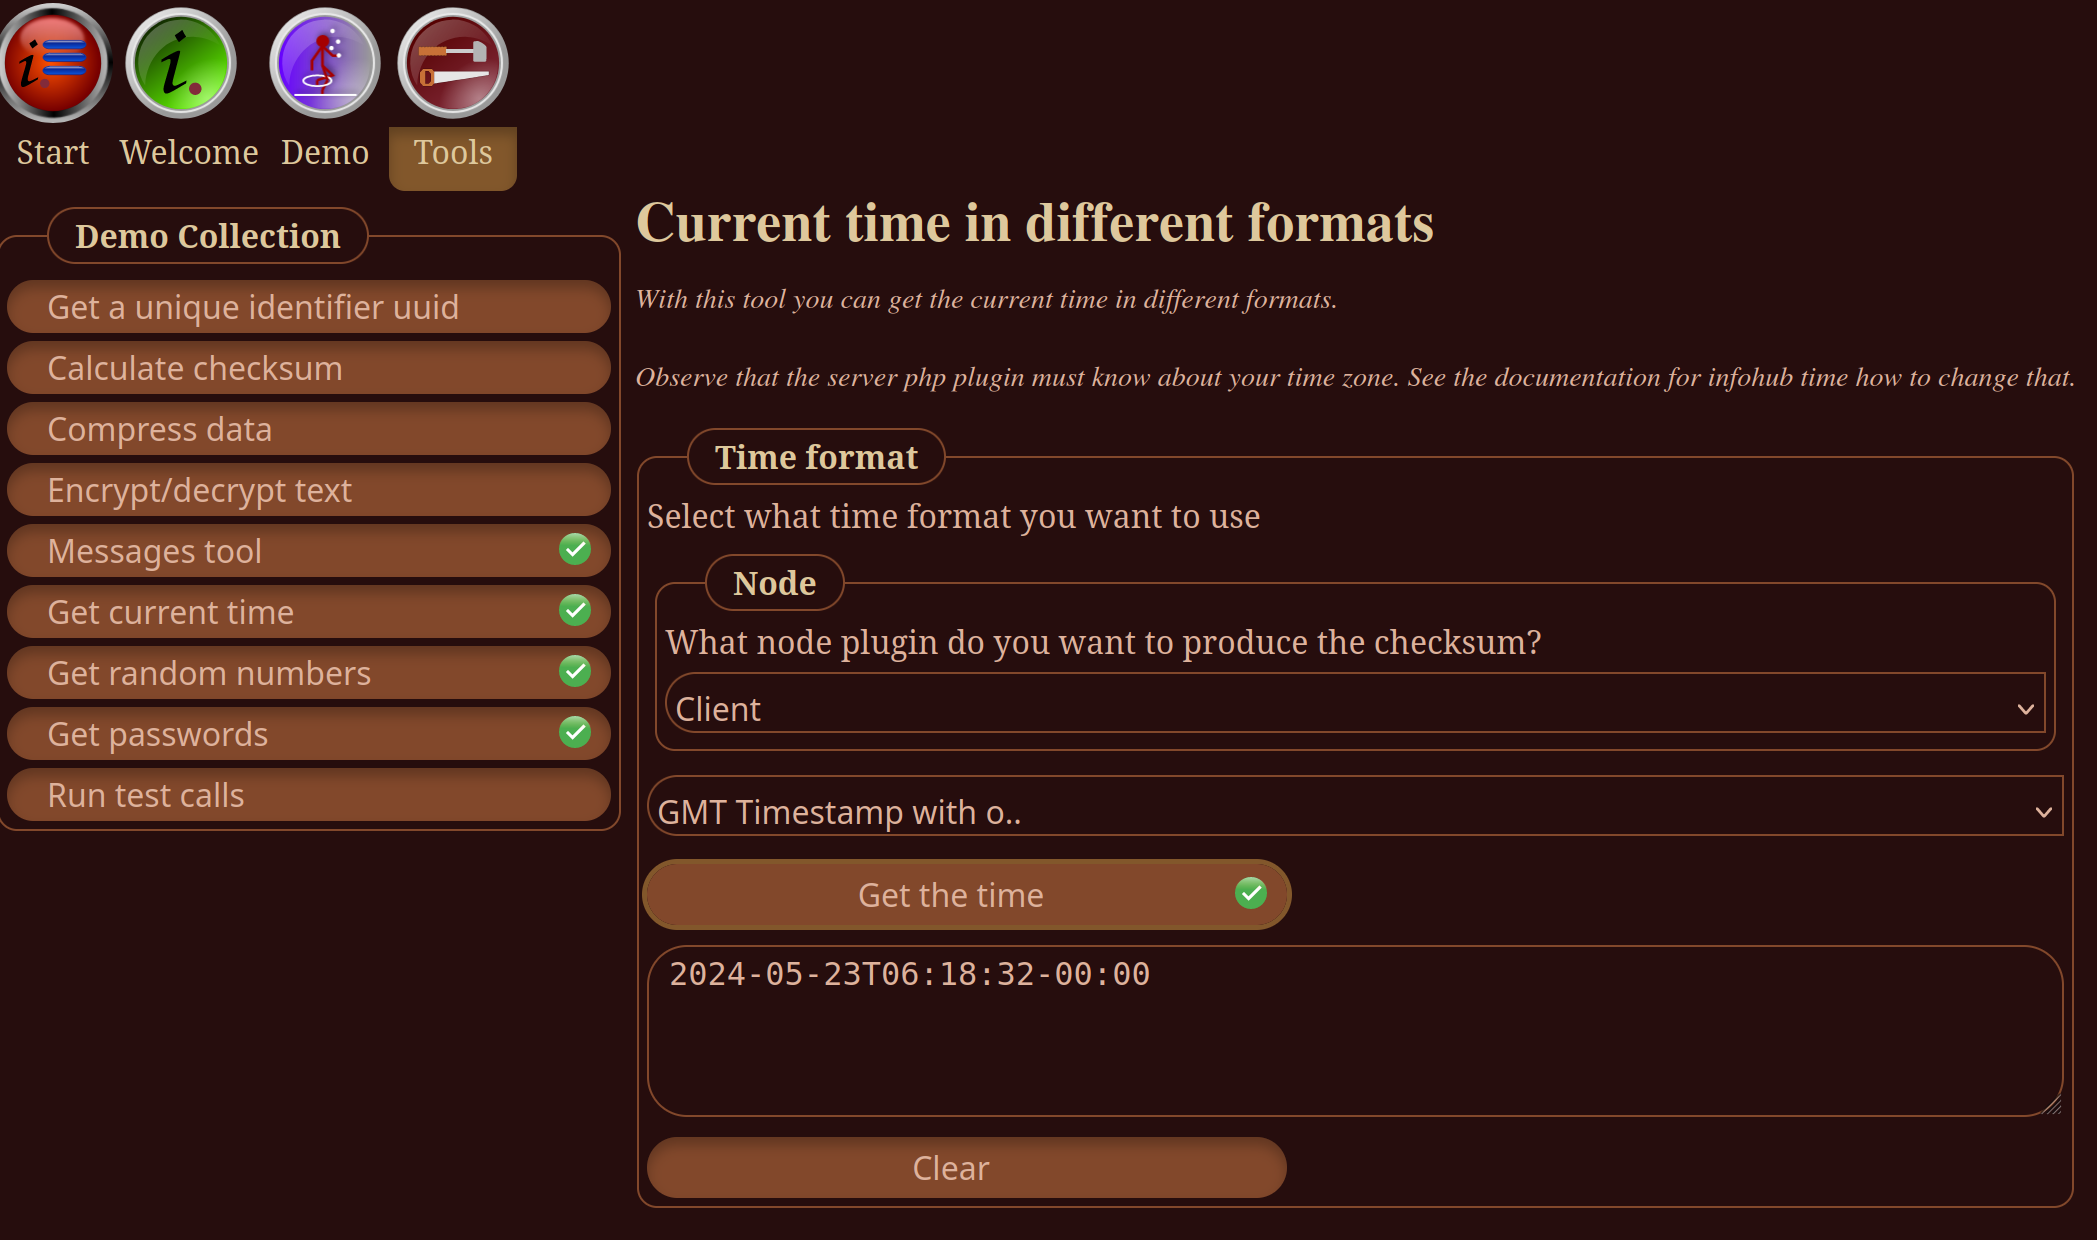 Start Welcome Demo Tools
Demo Collection
Get a unique identifier uuid
Calculate checksum
Compress data
Encrypt/decrypt text
Messages tool
Get current time
Get random numbers
Get passwords
Run test calls
Current time in different formats
With this tool you can get the current time in different formats.
Observe that the server php plugin must know about your time zone. See the documentation for infohub time how to change that.
Time format
Select what time format you want to use
Node
What node plugin do you want to produce the checksum?
Client
GMT Timestamp with o..
Get the time
2024-05-23T06:18:32-00:00
Clear